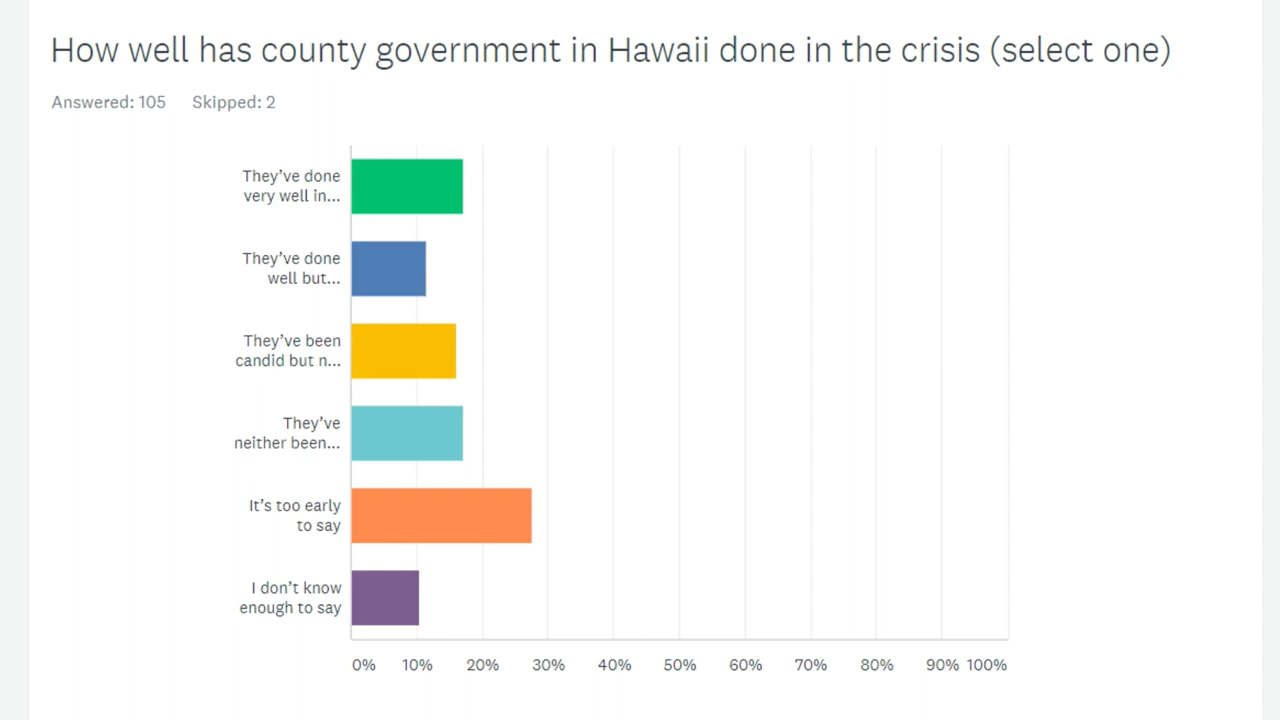 How well has county government in Hawaii done in the crisis (select one)
Answered: 105 Skipped: 2
They’ve done
very well in...
They’ve done
well but...
They’ve been
candid but n...
They’ve
neither been...
It’s too early
to say
I don’t know
enough to say
0% 10% 20% 30% 40% 50% 60% 70% 80% 90% 100%